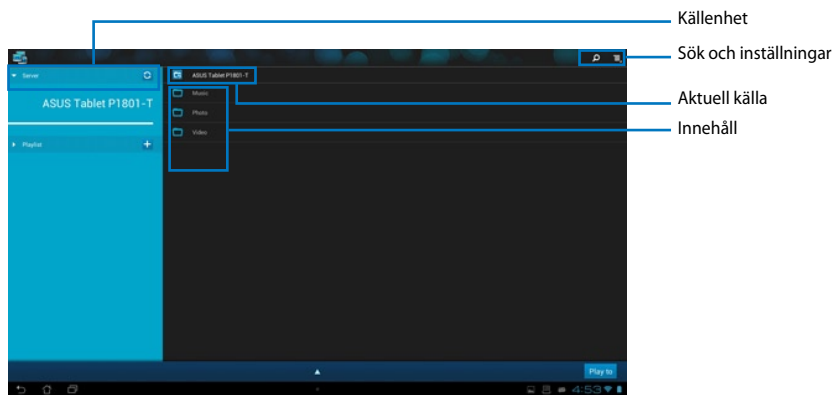 Källenhet
Sök och inställningar
Aktuell källa
Innehåll
Server
ASUS Tablet P1801-T
Playlist
ASUS Tablet P1801-T
Music
Photo
Video
Play to
4:53